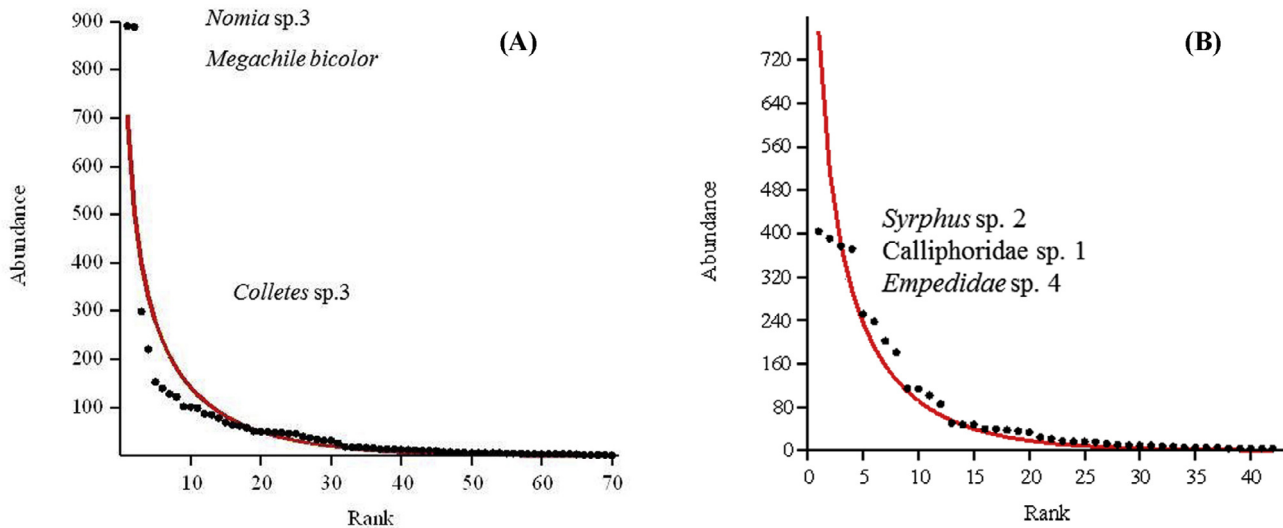 900
800
700
600
500
400
300
200
100
Abundance
Nomia sp.3
Megachile bicolor
(A)
Colletes sp.3
10 20 30 40 50 60 70
Rank
720
640
560
480
400
320
240
160
80
0
Abundance
(B)
Syrphus sp. 2
Calliphoridae sp. 1
Empedidae sp. 4
0 5 10 15 20 25 30 35 40
Rank